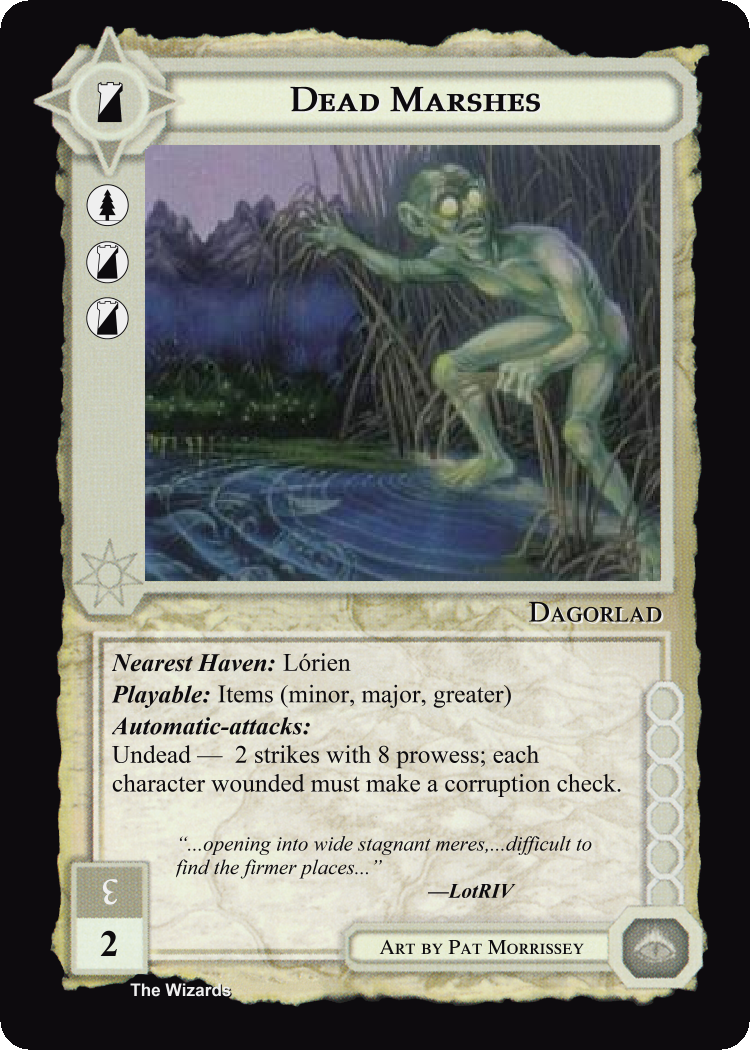 Dead Marshes
Dagorlad
Nearest Haven: Lórien
Playable: Items (minor, major, greater)
Automatic-attacks:
Undead — 2 strikes with 8 prowess; each
character wounded must make a corruption check.
“...opening into wide stagnant meres,...difficult to
find the firmer places...”
—LotRIV
3
2
Art by Pat Morrissey
The Wizards